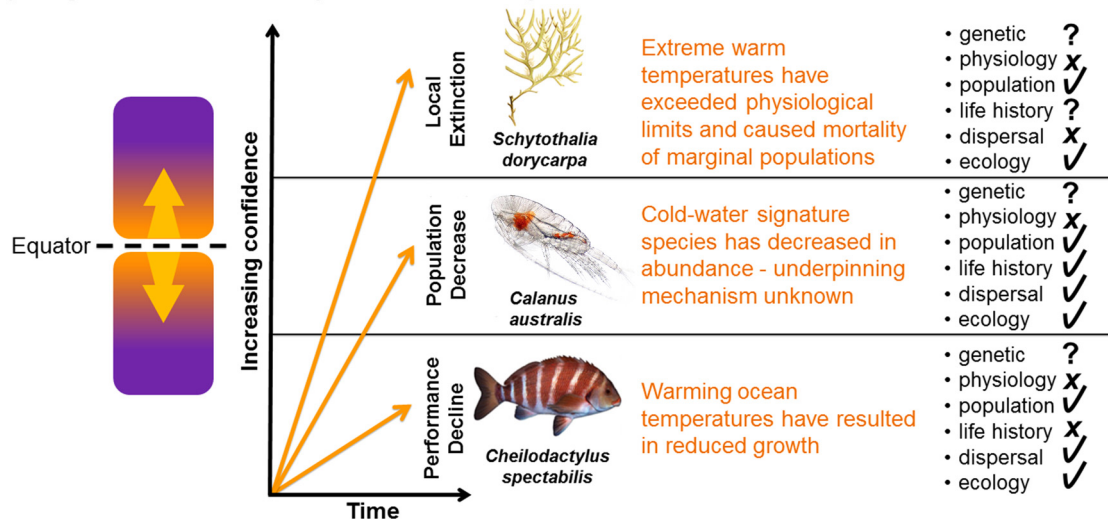 Equator
Increasing confidence
Time
Local
Extinction
Schytothalia
dorycarpa
Extreme warm
temperatures have
exceeded physiological
limits and caused mortality
of marginal populations
• genetic ?
• physiology x
• population ✓
• life history ?
• dispersal x
• ecology ✓
Population
Decrease
Calanus
australis
Cold-water signature
species has decreased in
abundance - underpinning
mechanism unknown
• genetic ?
• physiology x
• population ✓
• life history ✓
• dispersal ✓
• ecology ✓
Performance
Decline
Cheilodactylus
spectabilis
Warming ocean
temperatures have resulted
in reduced growth
• genetic ?
• physiology x
• population ✓
• life history x
• dispersal ✓
• ecology ✓